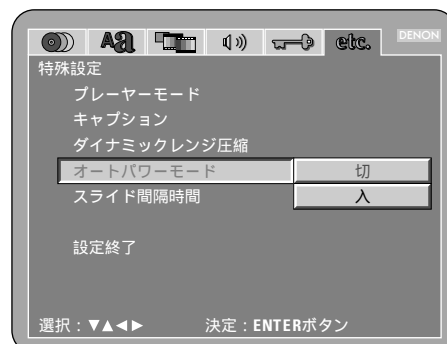 Aa etc. DENON
特殊設定
プレーヤーモード
キャプション
ダイナミックレンジ圧縮
オートパワーモード 切
スライド間隔時間 入
設定終了
選択：▼▲◀▶ 決定：ENTERボタン